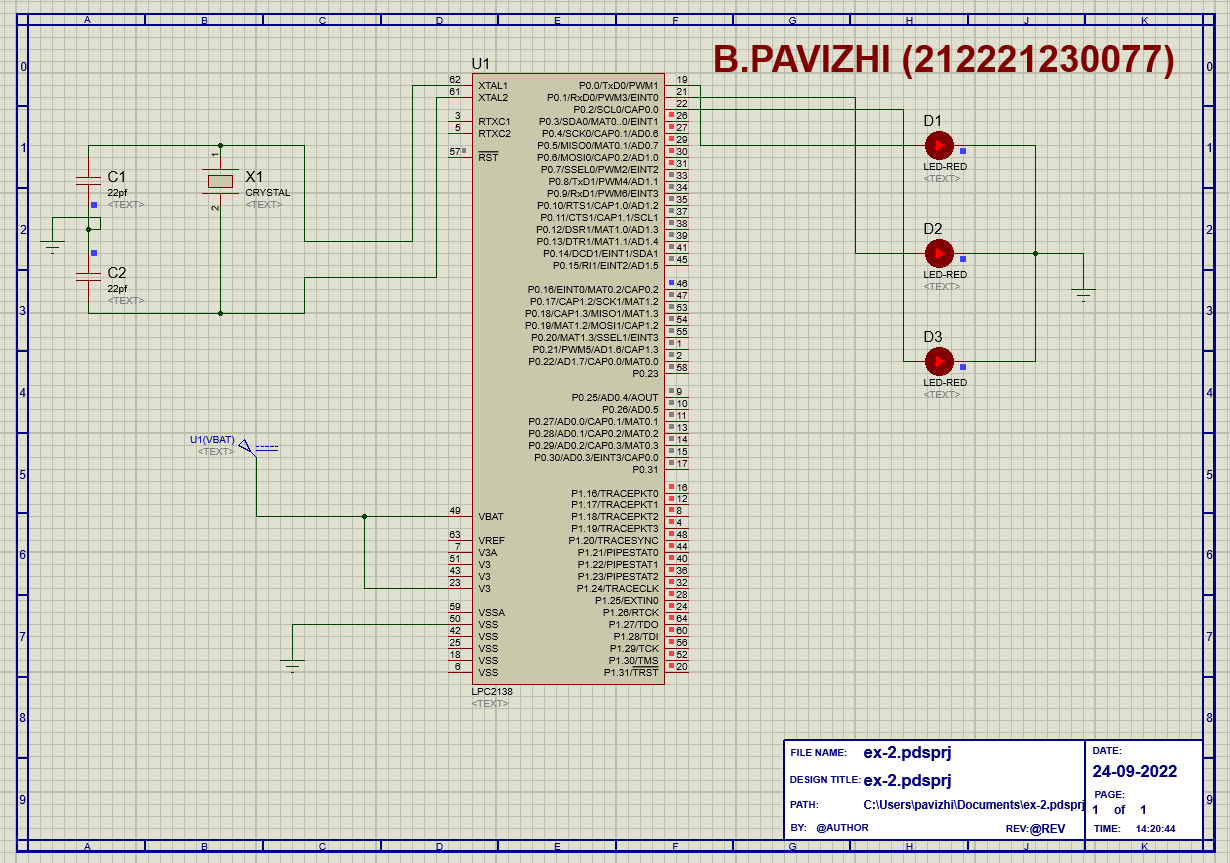 A B C D E F G H J K
B.PAVIZHI (212221230077)
0 0
1 1
2 2
3 3
4 4
5 5
6 6
7 7
8 8
9 9
U1
62 XTAL1
61 XTAL2
3 RTXC1
5 RTXC2
57 RST
49 VBAT
63 VREF
7 V3A
51 V3
43 V3
23 V3
59 VSSA
50 VSS
42 VSS
25 VSS
18 VSS
6 VSS
P0.0/TxD0/PWM1 19
P0.1/RxD0/PWM3/EINT0 21
P0.2/SCL0/CAP0.0 22
P0.3/SDA0/MAT0..0/EINT1 26
P0.4/SCK0/CAP0.1/AD0.6 27
P0.5/MISO0/MAT0.1/AD0.7 29
P0.6/MOSI0/CAP0.2/AD1.0 30
P0.7/SSEL0/PWM2/EINT2 31
P0.8/TxD1/PWM4/AD1.1 33
P0.9/RxD1/PWM6/EINT3 34
P0.10/RTS1/CAP1.0/AD1.2 35
P0.11/CTS1/CAP1.1/SCL1 37
P0.12/DSR1/MAT1.0/AD1.3 38
P0.13/DTR1/MAT1.1/AD1.4 39
P0.14/DCD1/EINT1/SDA1 41
P0.15/RI1/EINT2/AD1.5 45
P0.16/EINT0/MAT0.2/CAP0.2 46
P0.17/CAP1.2/SCK1/MAT1.2 47
P0.18/CAP1.3/MISO1/MAT1.3 53
P0.19/MAT1.2/MOSI1/CAP1.2 54
P0.20/MAT1.3/SSEL1/EINT3 55
P0.21/PWM5/AD1.6/CAP1.3 1
P0.22/AD1.7/CAP0.0/MAT0.0 2
P0.23 58
P0.25/AD0.4/AOUT 9
P0.26/AD0.5 10
P0.27/AD0.0/CAP0.1/MAT0.1 11
P0.28/AD0.1/CAP0.2/MAT0.2 13
P0.29/AD0.2/CAP0.3/MAT0.3 14
P0.30/AD0.3/EINT3/CAP0.0 15
P0.31 17
P1.16/TRACEPKT0 16
P1.17/TRACEPKT1 12
P1.18/TRACEPKT2 8
P1.19/TRACEPKT3 4
P1.20/TRACESYNC 48
P1.21/PIPESTAT0 44
P1.22/PIPESTAT1 40
P1.23/PIPESTAT2 36
P1.24/TRACECLK 32
P1.25/EXTIN0 28
P1.26/RTCK 24
P1.27/TDO 64
P1.28/TDI 60
P1.29/TCK 56
P1.30/TMS 52
P1.31/TRST 20
LPC2138
<TEXT>
C1
22pf
<TEXT>
C2
22pf
<TEXT>
1
X1
CRYSTAL
<TEXT>
2
U1(VBAT)
<TEXT>
D1
LED-RED
<TEXT>
D2
LED-RED
<TEXT>
D3
LED-RED
<TEXT>
FILE NAME: ex-2.pdsprj
DESIGN TITLE: ex-2.pdsprj
PATH: C:\Users\pavizhi\Documents\ex-2.pdsprj
BY: @AUTHOR REV:@REV
DATE:
24-09-2022
PAGE:
1 of 1
TIME: 14:20:44
A B C D E F G H J K